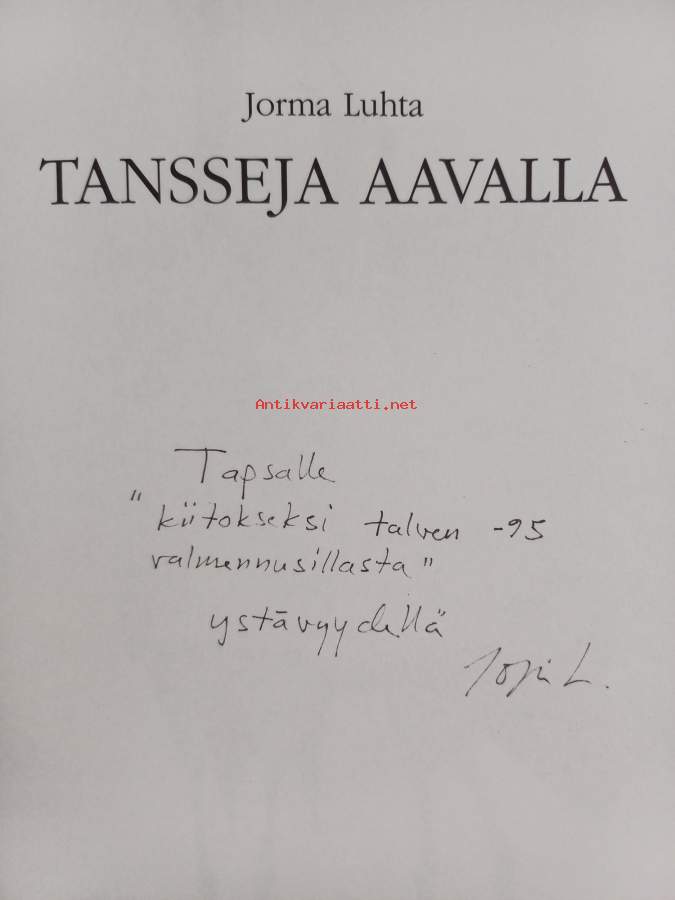 Jorma Luhta
TANSSEJA AAVALLA
Antikvariaatti.net
Tapsalle
"kiitokseksi talven -95
valmennusillasta"
ystävyydellä
L.